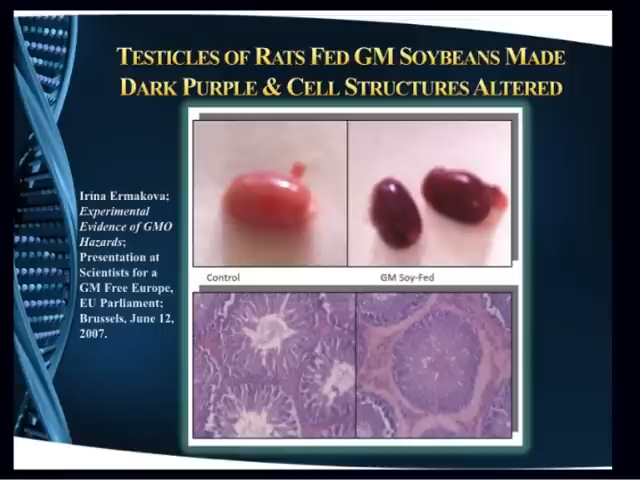 TESTICLES OF RATS FED GM SOYBEANS MADE
DARK PURPLE & CELL STRUCTURES ALTERED
Irina Ermakova;
Experimental
Evidence of GMO
Hazards;
Presentation at
Scientists for a
GM Free Europe,
EU Parliament;
Brussels, June 12,
2007.
Control
GM Soy-Fed